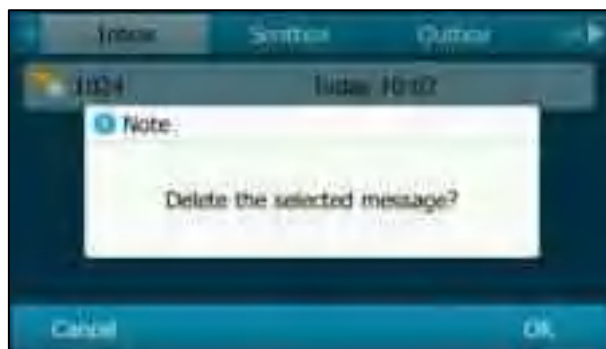 Inbox Sentbox Outbox
1024 Today 10:07
Note
Delete the selected message?
Cancel OK